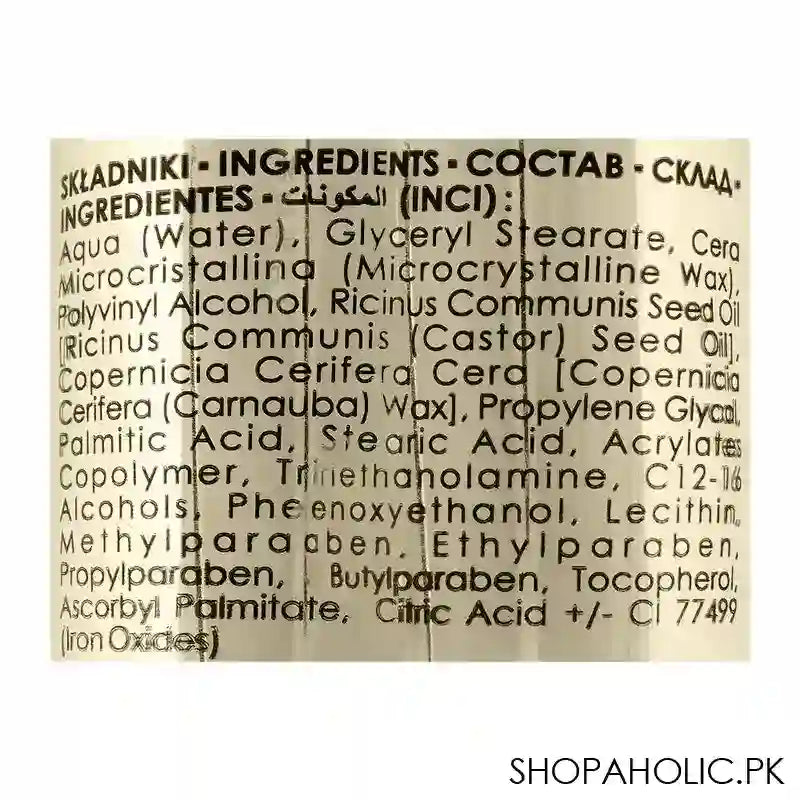 SKŁADNIKI • INGREDIENTS • СОСТАВ • СКЛАД •
INGREDIENTES • المكونات (INCI) :
Aqua (Water), Glyceryl Stearate, Cera
Microcristallina (Microcrystalline Wax),
Polyvinyl Alcohol, Ricinus Communis Seed Oil
[Ricinus Communis (Castor) Seed Oil],
Copernicia Cerifera Cera [Copernicia
Cerifera (Carnauba) Wax], Propylene Glycol,
Palmitic Acid, Stearic Acid, Acrylates
Copolymer, Triethanolamine, C12-16
Alcohols, Phenoxyethanol, Lecithin,
Methylparaben, Ethylparaben,
Propylparaben, Butylparaben, Tocopherol,
Ascorbyl Palmitate, Citric Acid +/- CI 77499
(Iron Oxides)
SHOPAHOLIC.PK